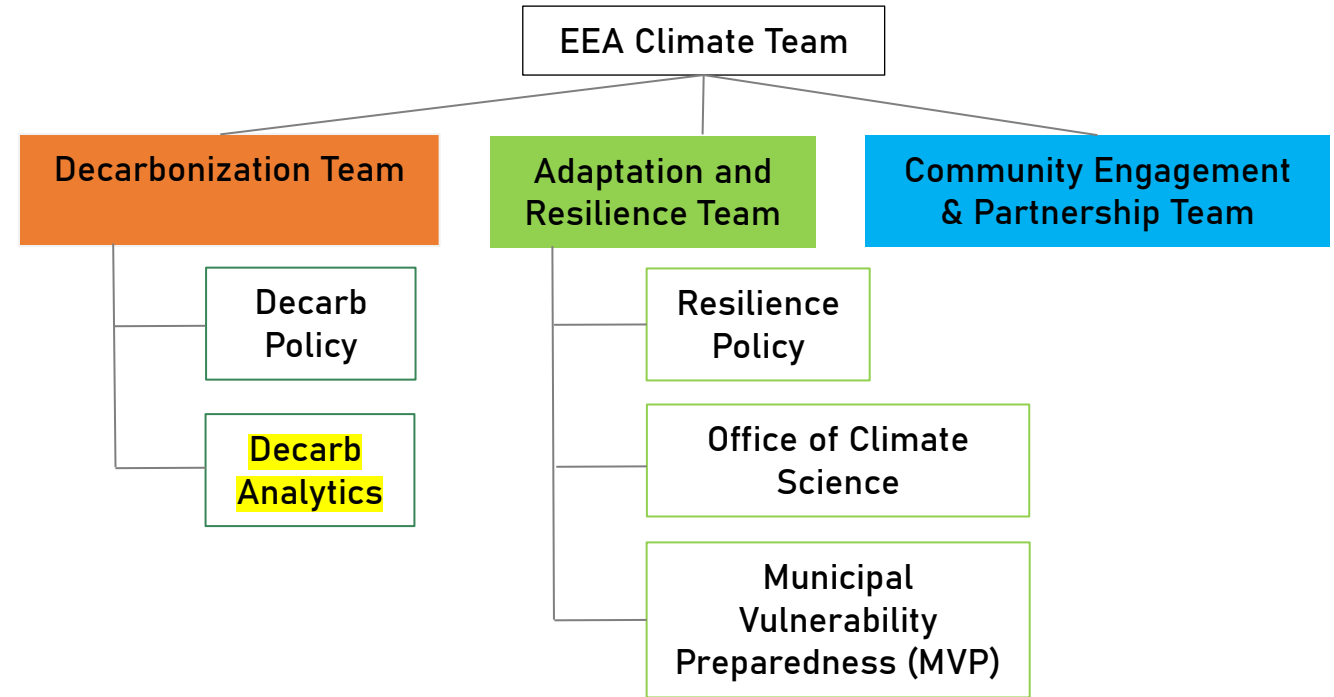 EEA Climate Team
Decarbonization Team
Adaptation and
Resilience Team
Community Engagement
& Partnership Team
Decarb
Policy
Decarb
Analytics
Resilience
Policy
Office of Climate
Science
Municipal
Vulnerability
Preparedness (MVP)